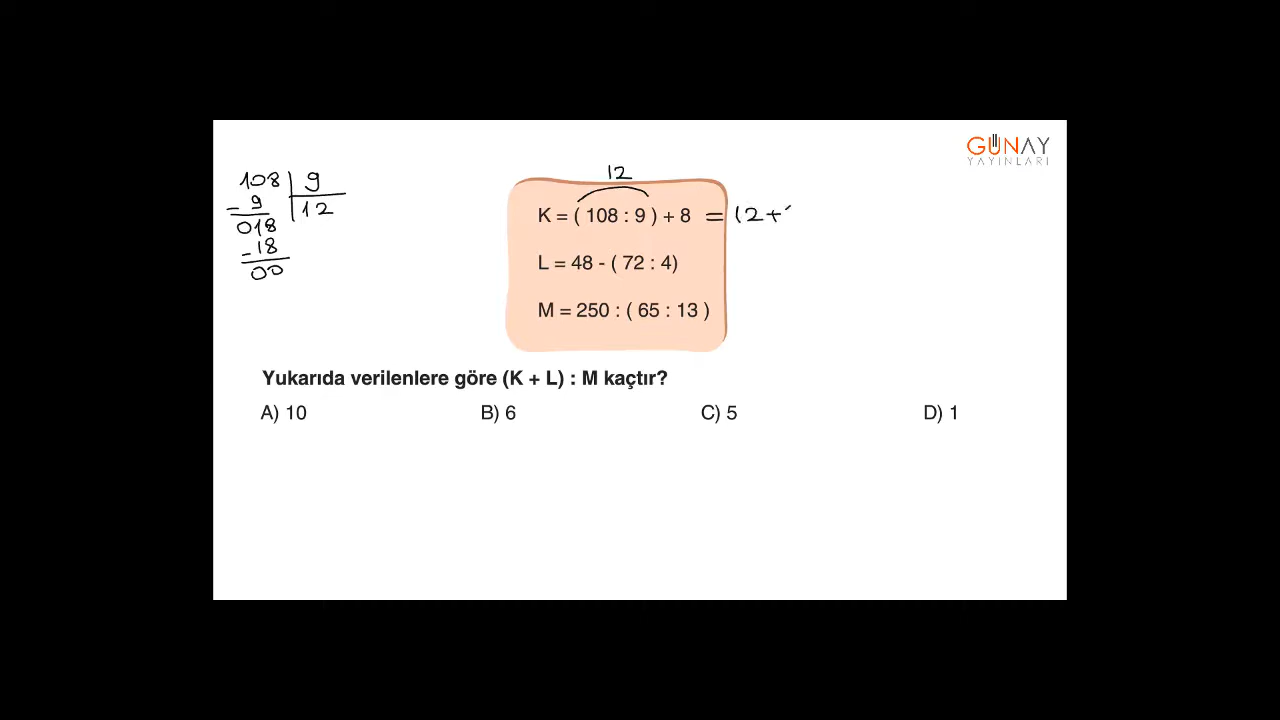 GÜNAY
YAYINLARI
108 9
- 9 12
018
- 18
00
12
K = ( 108 : 9 ) + 8 = 12 +
L = 48 - ( 72 : 4)
M = 250 : ( 65 : 13 )
Yukarıda verilenlere göre (K + L) : M kaçtır?
A) 10 B) 6 C) 5 D) 1